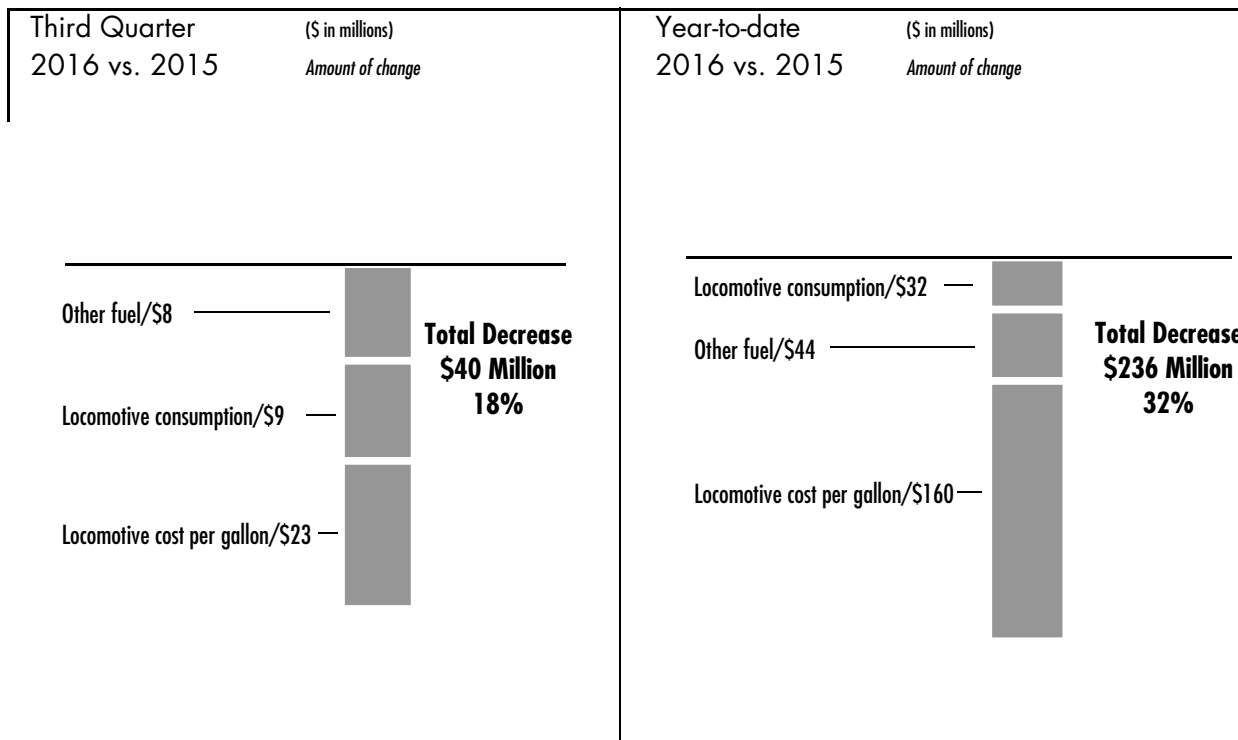 Third Quarter ($ in millions)
2016 vs. 2015 Amount of change
Other fuel/$8
Total Decrease
$40 Million
18%
Locomotive consumption/$9
Locomotive cost per gallon/$23
Year-to-date ($ in millions)
2016 vs. 2015 Amount of change
Locomotive consumption/$32
Other fuel/$44
Total Decrease
$236 Million
32%
Locomotive cost per gallon/$160